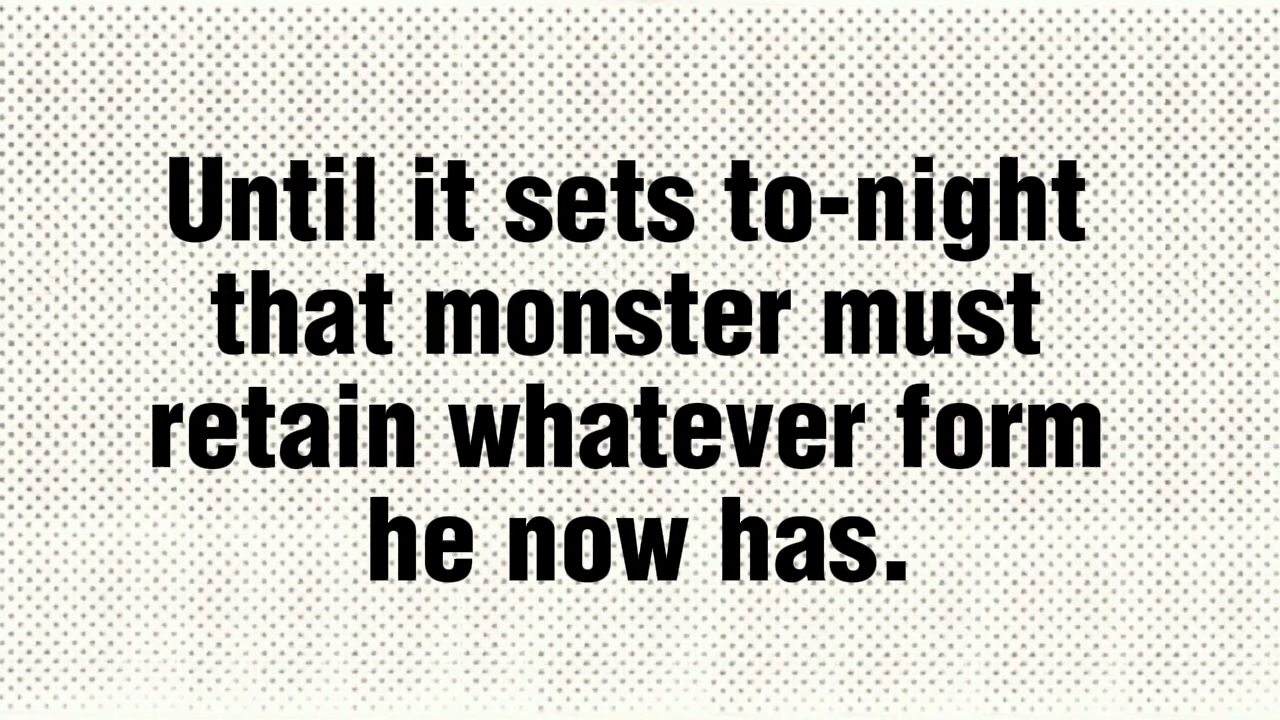 Until it sets to-night
that monster must
retain whatever form
he now has.